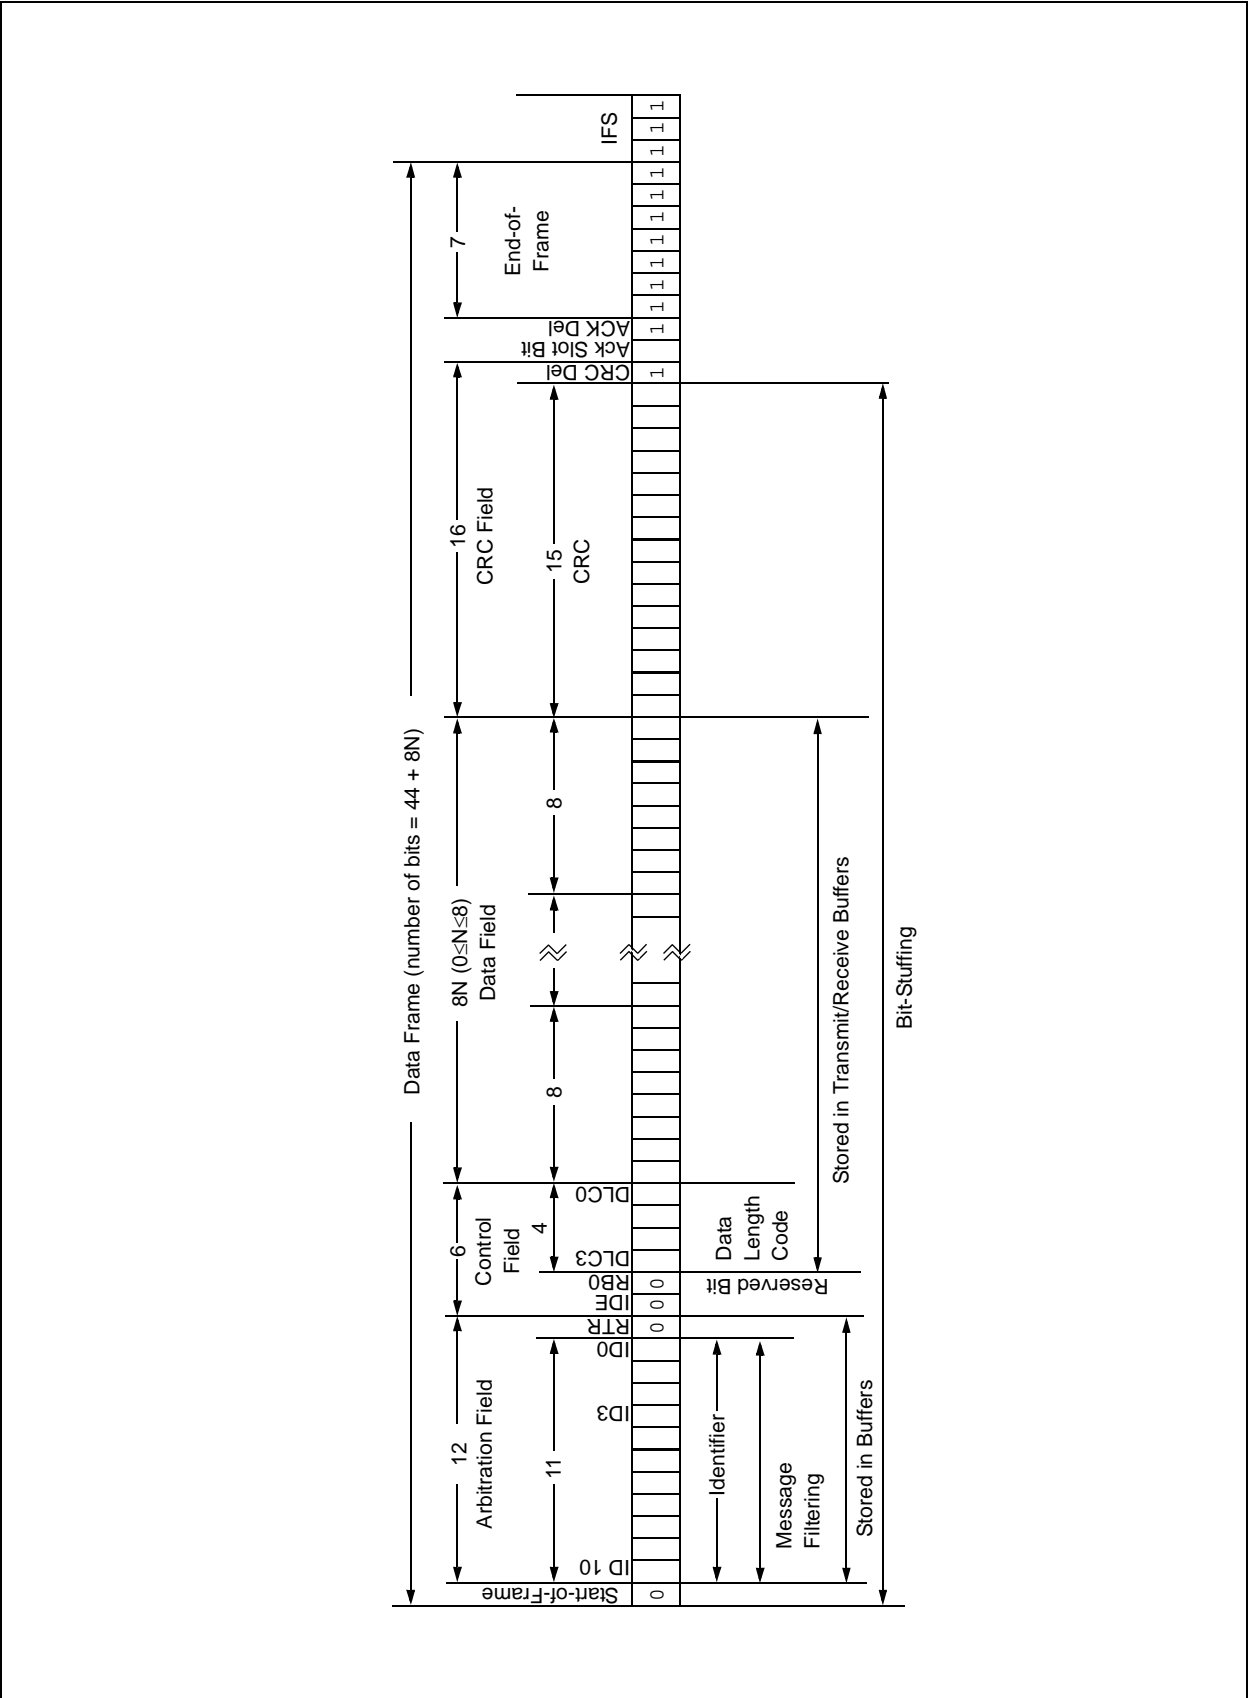 Data Frame (number of bits = 44 + 8N)
12
Arbitration Field
6
Control
Field
8N (0≤N≤8)
Data Field
16
CRC Field
7
End-of-
Frame
IFS
11
4
8
8
15
CRC
Start-of-Frame
ID 10
ID3
ID0
RTR
IDE
RB0
DLC3
DLC0
CRC Del
Ack Slot Bit
ACK Del
0
0
0
0
1
1
1
1
1
1
1
1
1
1
1
1
Identifier
Message
Filtering
Stored in Buffers
Reserved Bit
Data
Length
Code
Stored in Transmit/Receive Buffers
Bit-Stuffing